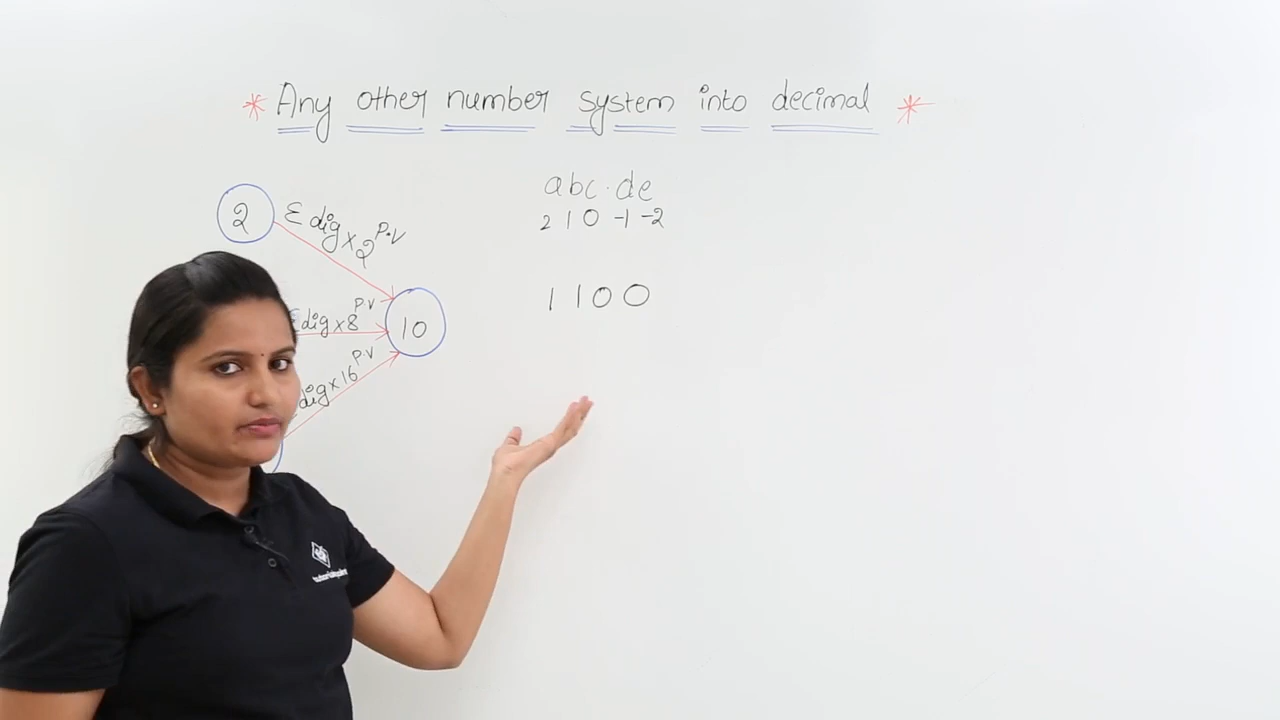 * Any other number system into decimal *
abc.de
2 1 0 -1 -2
2
Σ dig × 2^P.V
1 1 0 0
Σ dig × 8^P.V
10
dig × 16^P.V
tutorialspoint